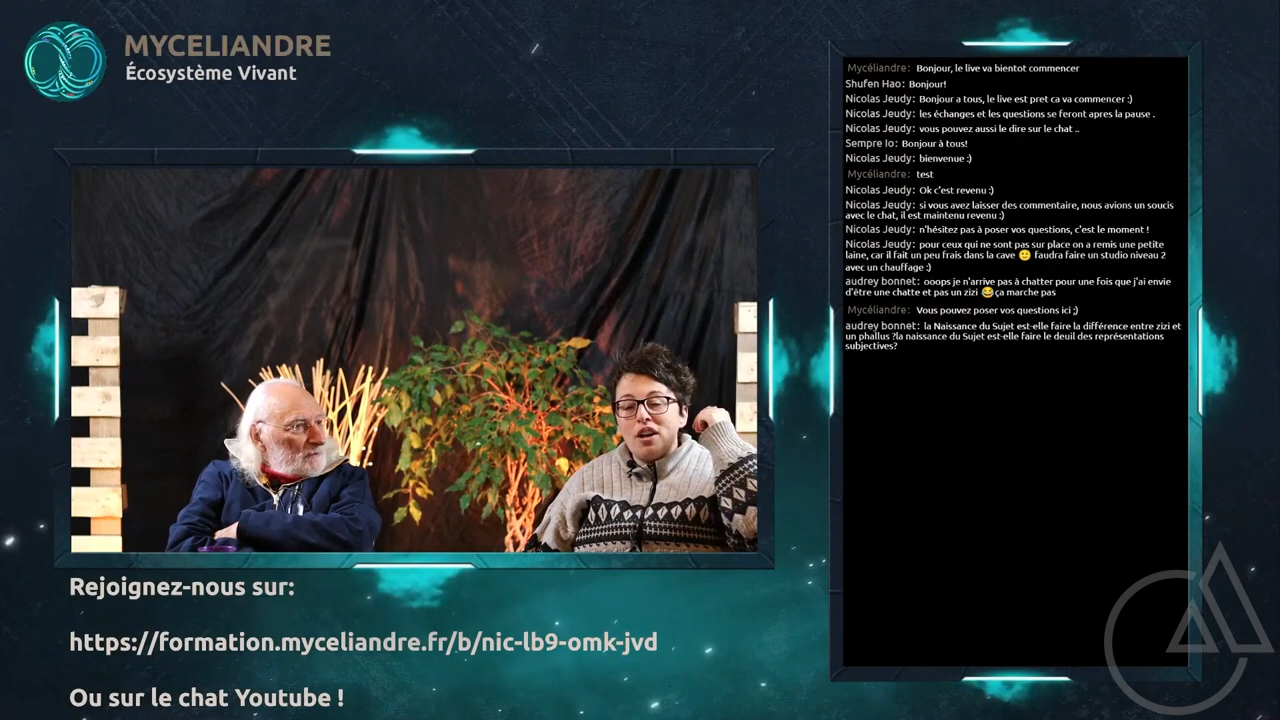 MYCELIANDRE
Écosystème Vivant
Mycéliandre: Bonjour, le live va bientot commencer
Shufen Hao: Bonjour!
Nicolas Jeudy: Bonjour a tous, le live est pret ca va commencer :)
Nicolas Jeudy: les échanges et les questions se feront apres la pause .
Nicolas Jeudy: vous pouvez aussi le dire sur le chat ..
Sempre Io: Bonjour à tous!
Nicolas Jeudy: bienvenue :)
Mycéliandre: test
Nicolas Jeudy: Ok c'est revenu :)
Nicolas Jeudy: si vous avez laisser des commentaire, nous avions un soucis
avec le chat, il est maintenu revenu :)
Nicolas Jeudy: n'hésitez pas à poser vos questions, c'est le moment !
Nicolas Jeudy: pour ceux qui ne sont pas sur place on a remis une petite
laine, car il fait un peu frais dans la cave 🙂 faudra faire un studio niveau 2
avec un chauffage :)
audrey bonnet: ooops je n'arrive pas à chatter pour une fois que j'ai envie
d'être une chatte et pas un zizi 😂ça marche pas
Mycéliandre: Vous pouvez poser vos questions ici ;)
audrey bonnet: la Naissance du Sujet est-elle faire la différence entre zizi et
un phallus ?la naissance du Sujet est-elle faire le deuil des représentations
subjectives?
Rejoignez-nous sur:
https://formation.myceliandre.fr/b/nic-lb9-omk-jvd
Ou sur le chat Youtube !